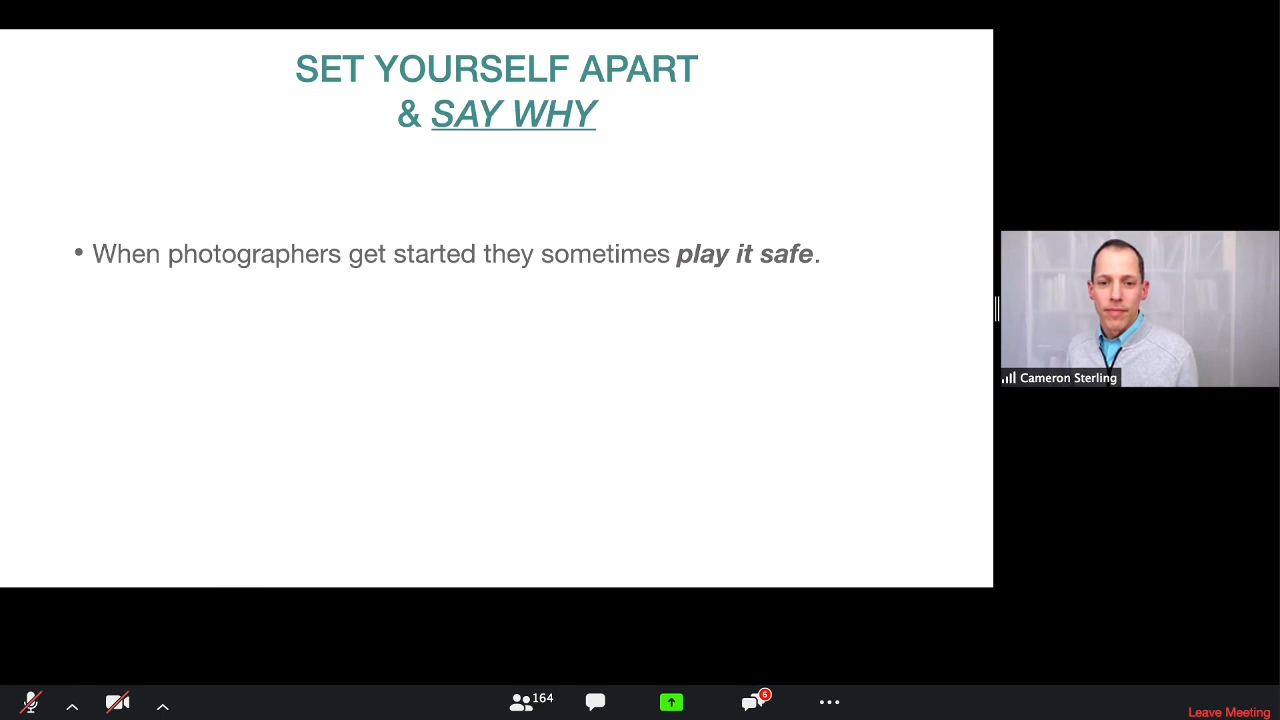 SET YOURSELF APART
& SAY WHY
• When photographers get started they sometimes play it safe.
Cameron Sterling
164
6
Leave Meeting